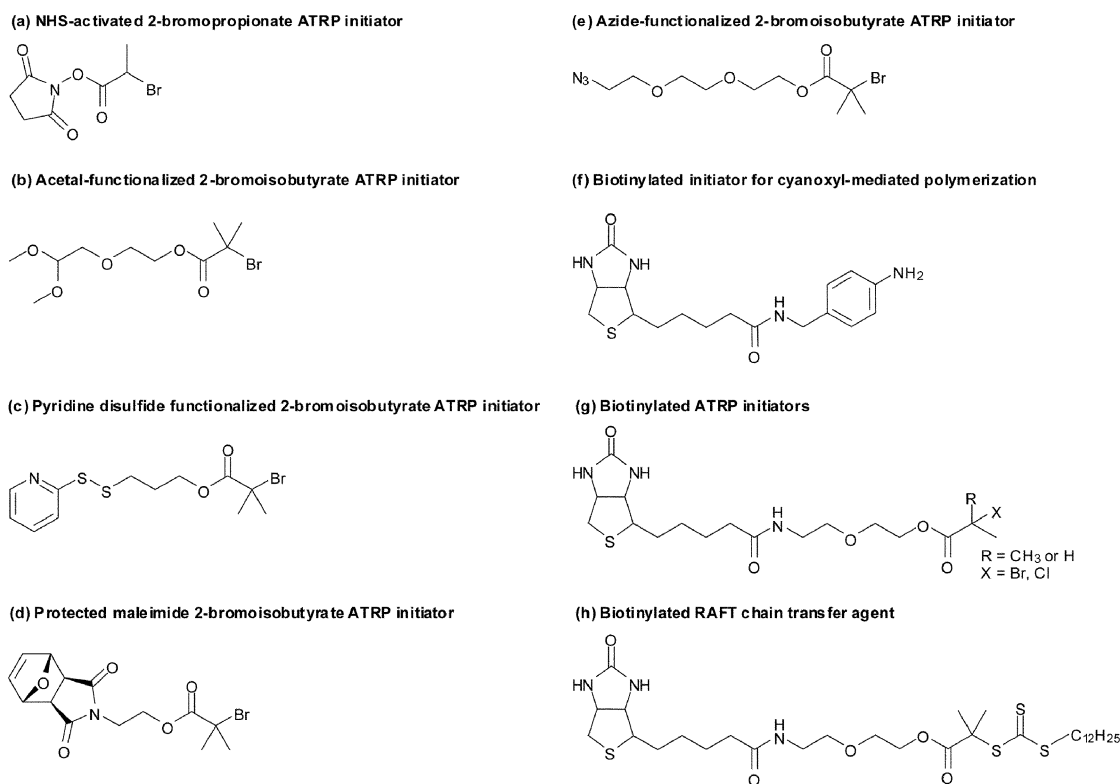 (a) NHS-activated 2-bromopropionate ATRP initiator
O
O
N
O
Br
O
(b) Acetal-functionalized 2-bromoisobutyrate ATRP initiator
O
O
O
O
Br
O
(c) Pyridine disulfide functionalized 2-bromoisobutyrate ATRP initiator
O
N
S
Br
S
O
(d) Protected maleimide 2-bromoisobutyrate ATRP initiator
O
O
O
N
Br
O
O
(e) Azide-functionalized 2-bromoisobutyrate ATRP initiator
O
N3
O
Br
O
O
(f) Biotinylated initiator for cyanoxyl-mediated polymerization
O
HN
NH
NH2
H
N
S
O
(g) Biotinylated ATRP initiators
O
HN
NH
R
X
H
N
O
S
O
O
O
R = CH3 or H
X = Br, Cl
(h) Biotinylated RAFT chain transfer agent
O
HN
NH
S
H
N
O
S
O
S
S
C12H25
O
O